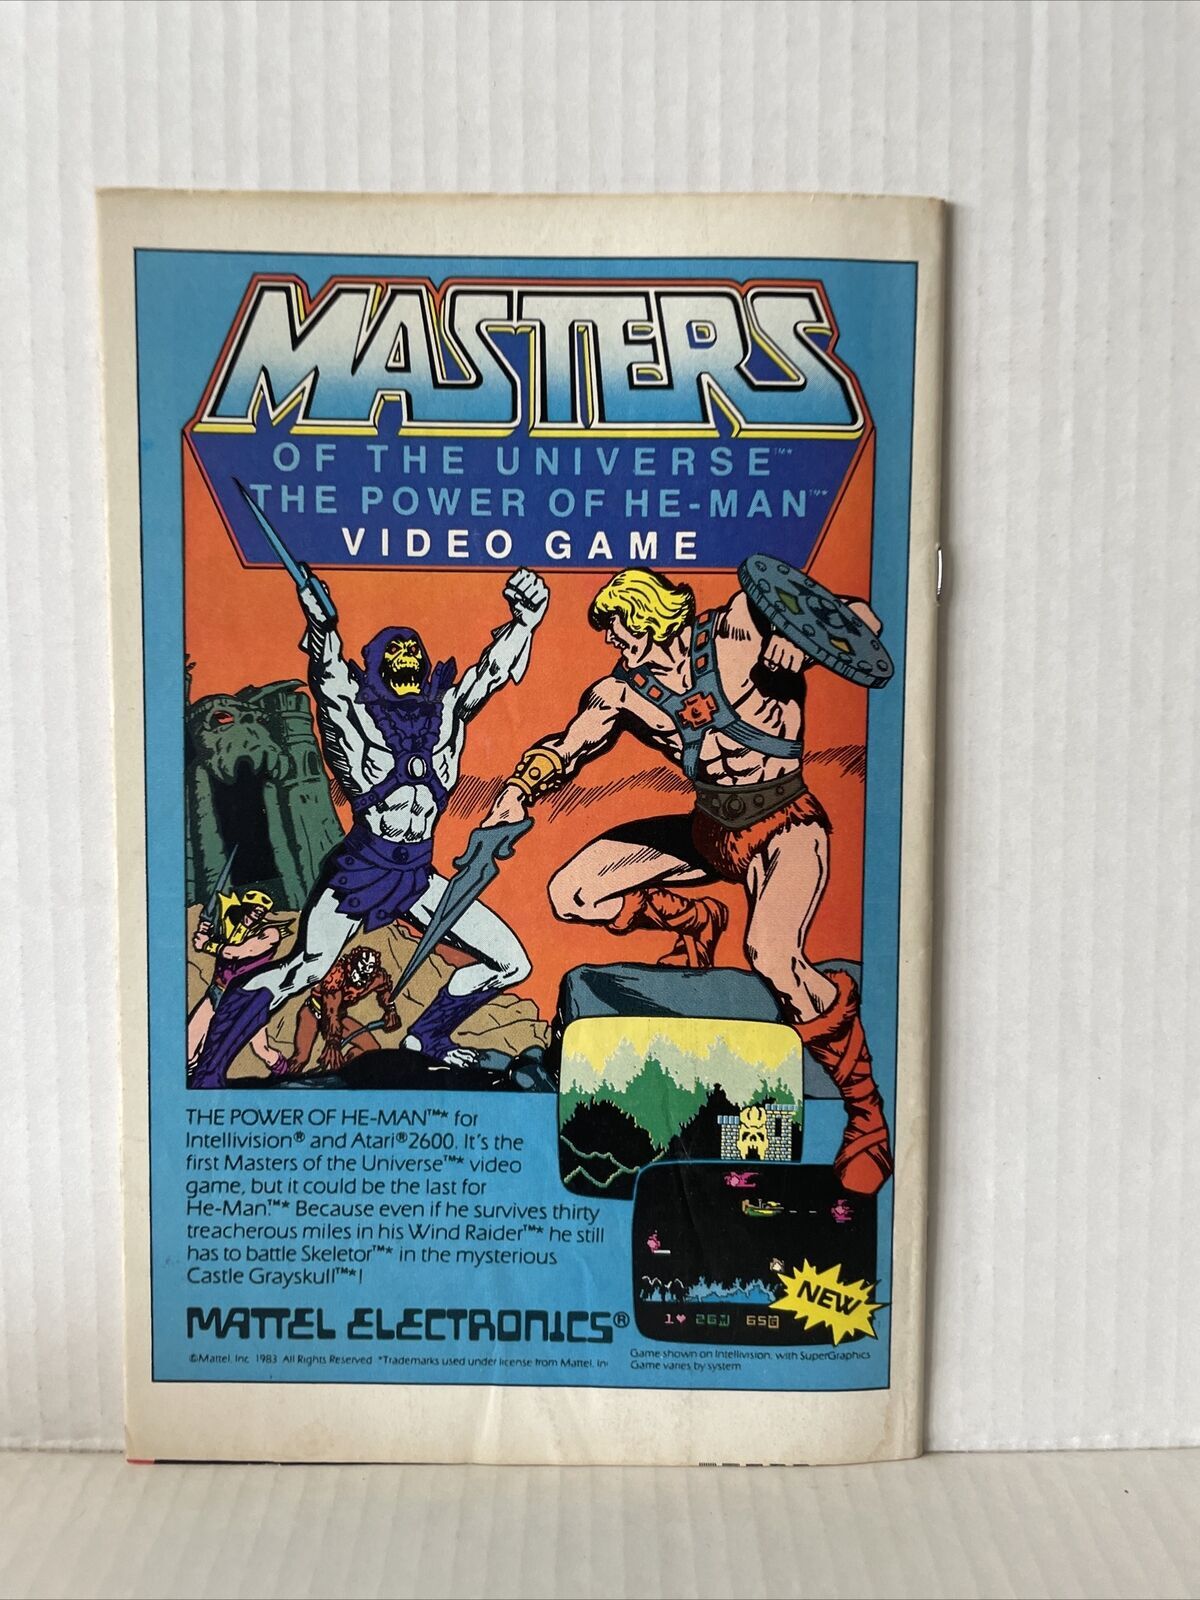 MASTERS
OF THE UNIVERSE™*
THE POWER OF HE-MAN™*
VIDEO GAME
THE POWER OF HE-MAN™* for
Intellivision® and Atari® 2600. It's the
first Masters of the Universe™* video
game, but it could be the last for
He-Man.™* Because even if he survives thirty
treacherous miles in his Wind Raider™* he still
has to battle Skeletor™* in the mysterious
Castle Grayskull™*!
1♥ 26 650
NEW
MATTEL ELECTRONICS®
©Mattel, Inc. 1983 All Rights Reserved *Trademarks used under license from Mattel, In
Game shown on Intellivision, with SuperGraphics
Game varies by system